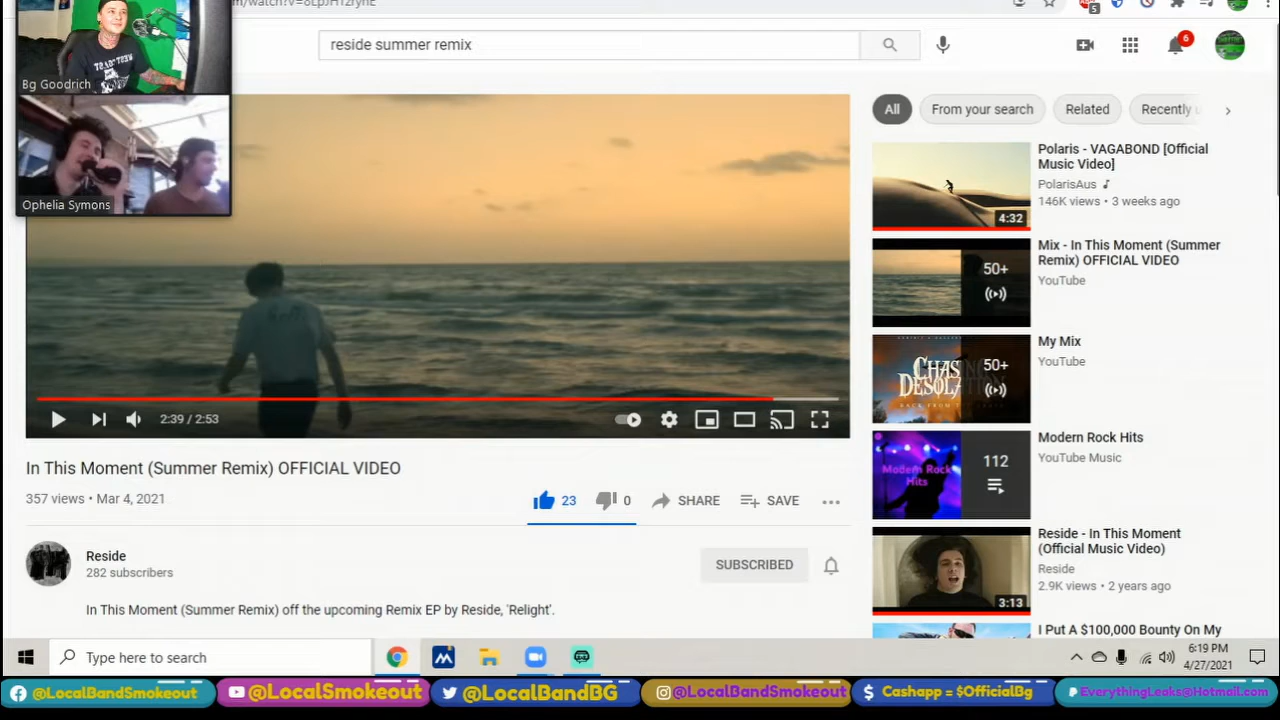 reside summer remix
6
5
Bg Goodrich
Ophelia Symons
2:39 / 2:53
In This Moment (Summer Remix) OFFICIAL VIDEO
357 views • Mar 4, 2021
23
0
SHARE
SAVE
Reside
282 subscribers
SUBSCRIBED
In This Moment (Summer Remix) off the upcoming Remix EP by Reside, 'Relight'.
All
From your search
Related
Recently u
4:32
Polaris - VAGABOND [Official
Music Video]
PolarisAus
146K views • 3 weeks ago
50+
Mix - In This Moment (Summer
Remix) OFFICIAL VIDEO
YouTube
50+
My Mix
YouTube
Modern Rock
Hits
112
Modern Rock Hits
YouTube Music
3:13
Reside - In This Moment
(Official Music Video)
Reside
2.9K views • 2 years ago
I Put A $100,000 Bounty On My
Type here to search
6:19 PM
4/27/2021
@LocalBandSmokeout
@LocalSmokeout
@LocalBandBG
@LocalBandSmokeout
Cashapp = $OfficialBg
EverythingLeaks@Hotmail.com